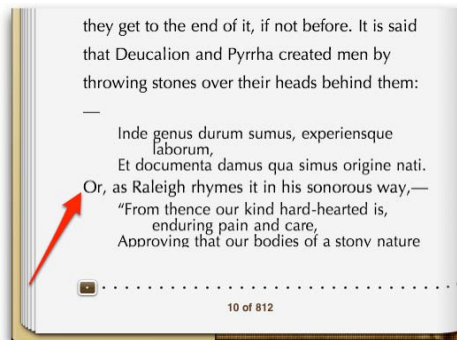 they get to the end of it, if not before. It is said
that Deucalion and Pyrrha created men by
throwing stones over their heads behind them:
—
Inde genus durum sumus, experiensque
laborum,
Et documenta damus qua simus origine nati.
Or, as Raleigh rhymes it in his sonorous way,—
“From thence our kind hard-hearted is,
enduring pain and care,
Approving that our bodies of a stony nature
10 of 812